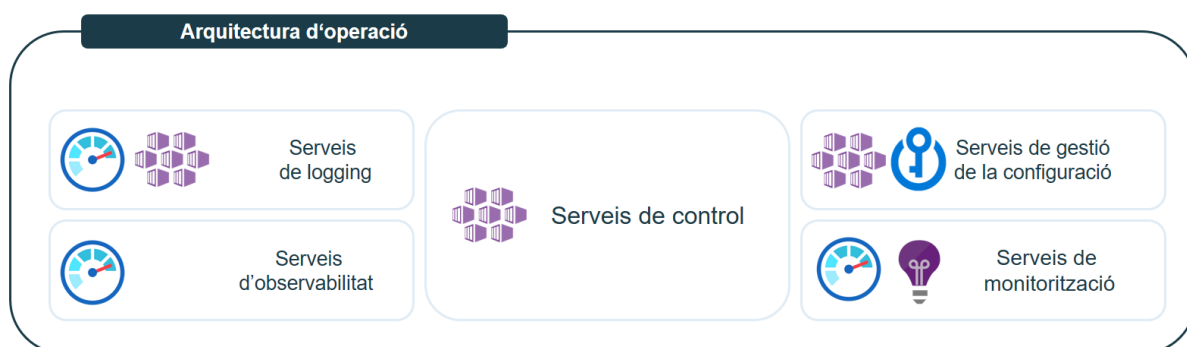 Arquitectura d‘operació
Serveis
de logging
Serveis
d’observabilitat
Serveis de control
Serveis de gestió
de la configuració
Serveis de
monitorització